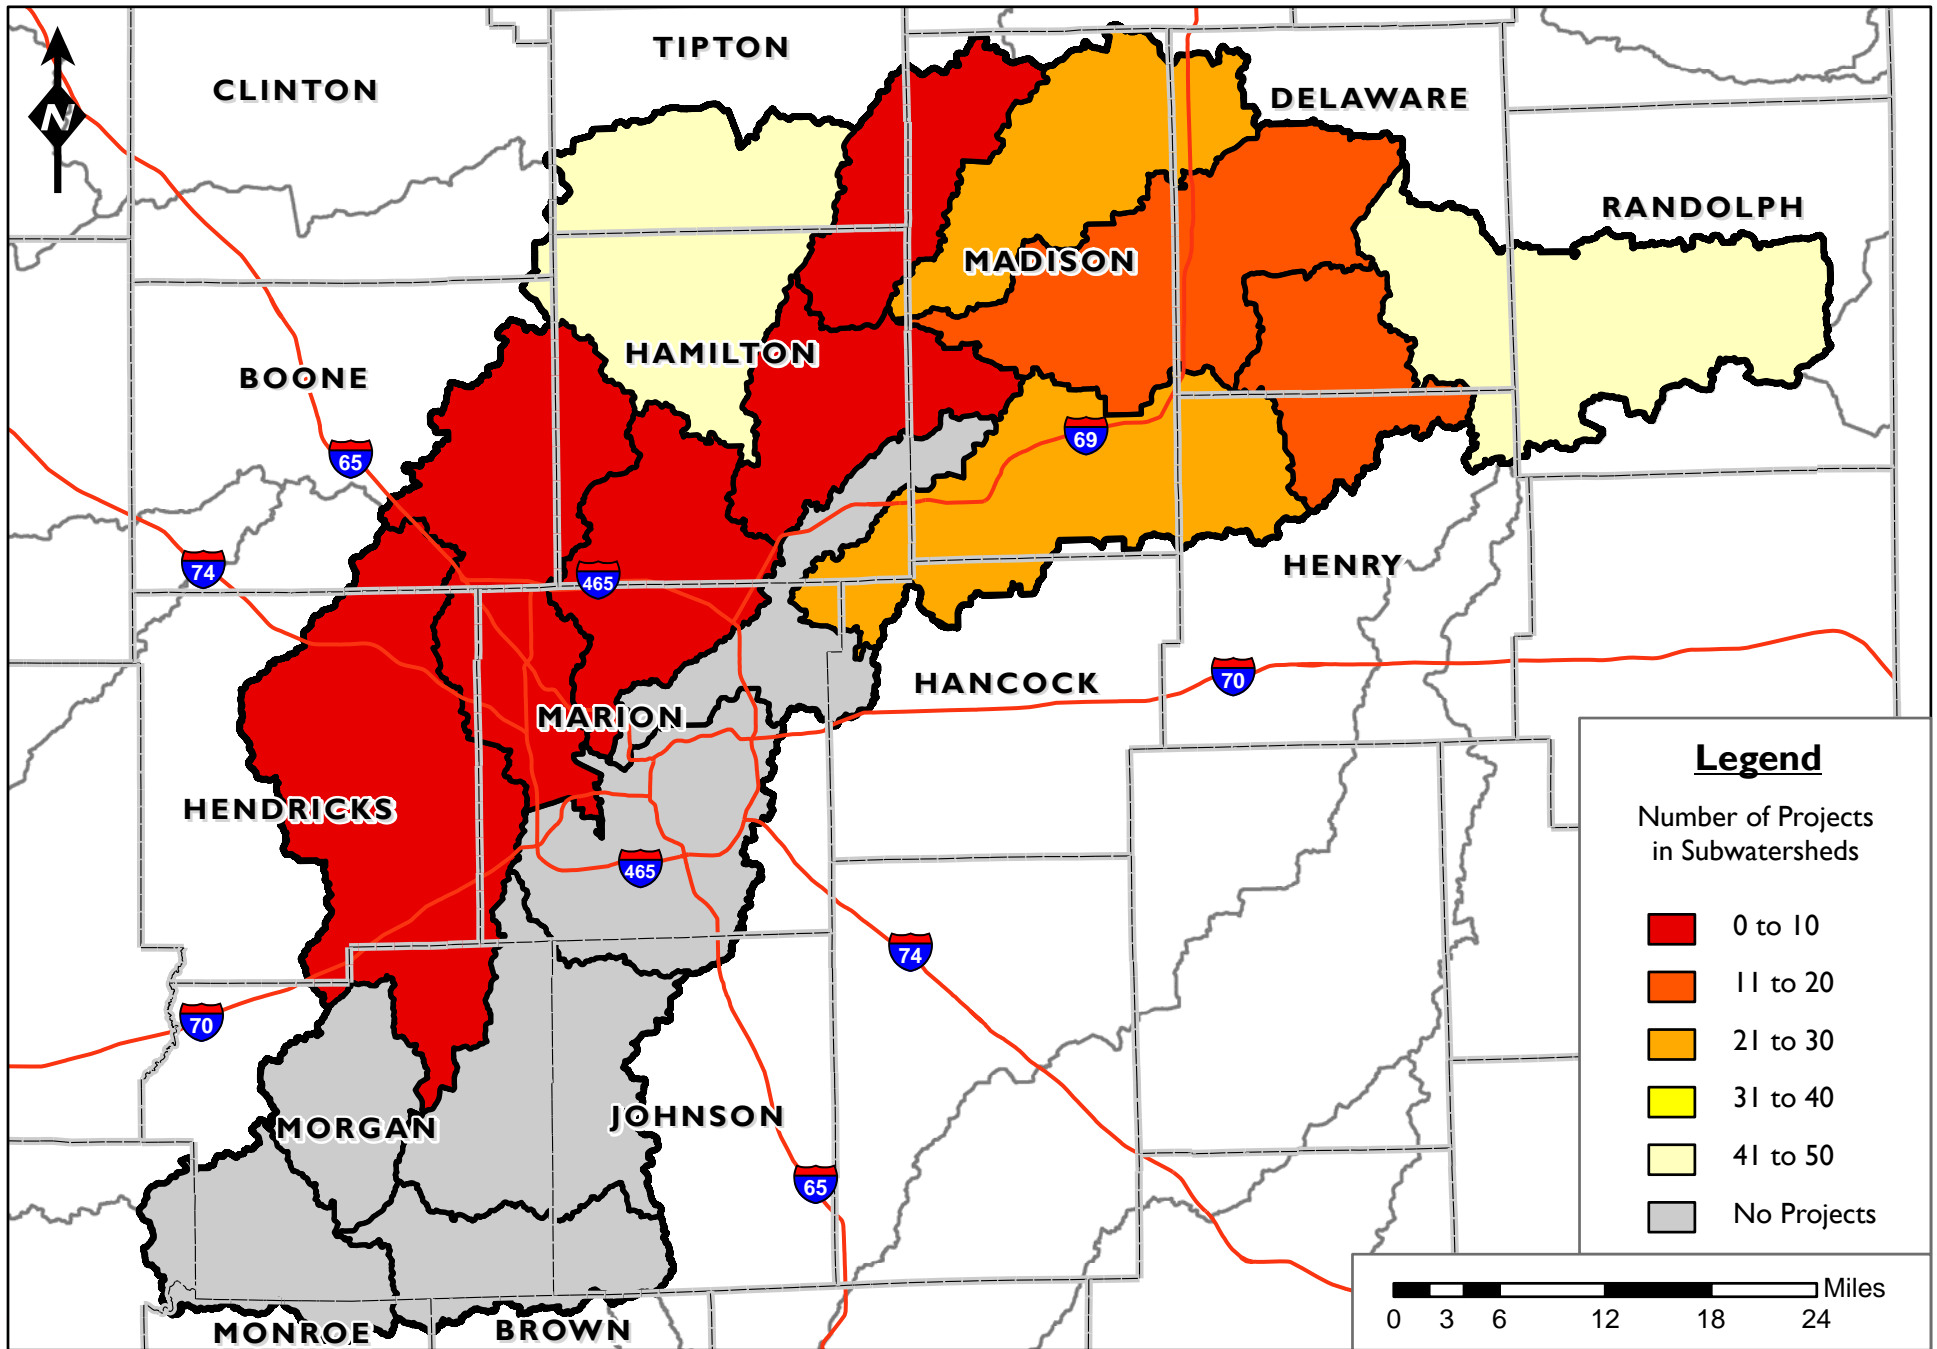 TIPTON
CLINTON
DELAWARE
N
RANDOLPH
MADISON
HAMILTON
BOONE
69
65
HENRY
74
465
HANCOCK
70
MARION
Legend
Number of Projects
in Subwatersheds
HENDRICKS
465
0 to 10
74
11 to 20
70
21 to 30
31 to 40
JOHNSON
MORGAN
41 to 50
65
No Projects
Miles
0 3 6 12 18 24
MONROE
BROWN